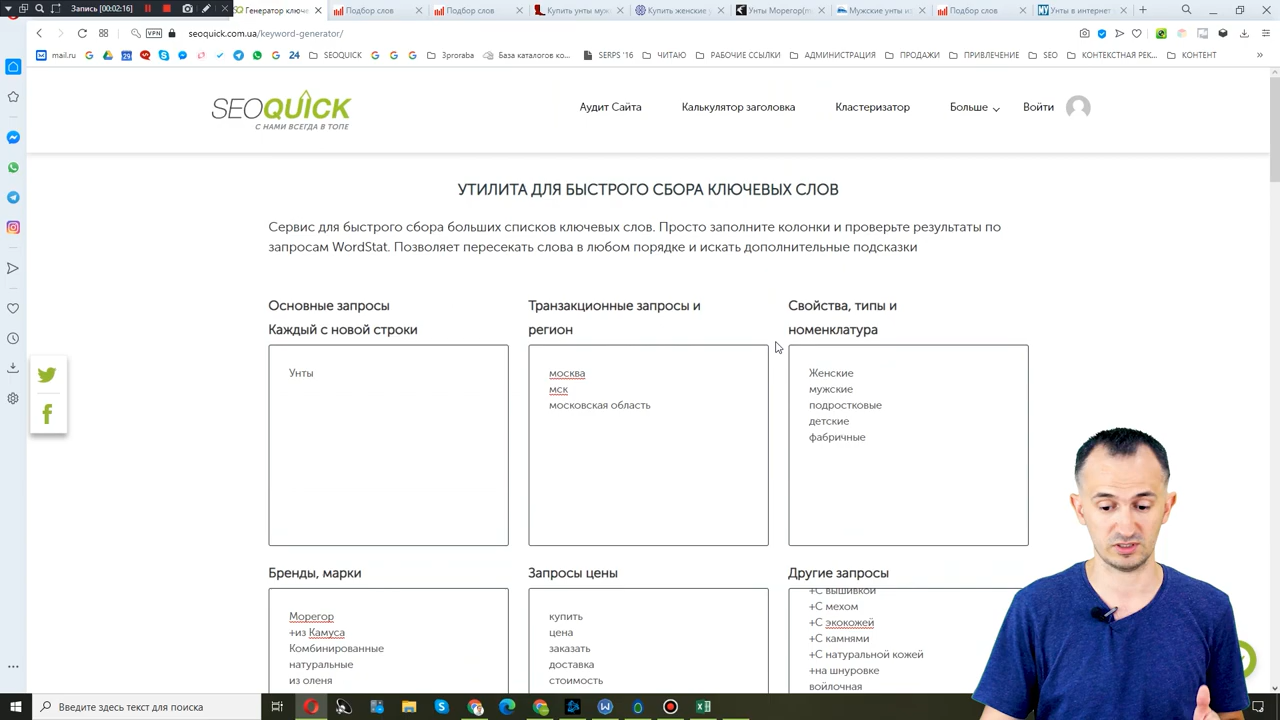 Запись [00:02:16]
Генератор ключе
Подбор слов
Подбор слов
Купить унты муж
Купить женские у
Унты Морегор(m
Мужские унты из
Подбор слов
Унты в интернет
VPN
seoquick.com.ua/keyword-generator/
mail.ru
24
SEOQUICK
3proraba
База каталогов ко...
SERPS '16
ЧИТАЮ
РАБОЧИЕ ССЫЛКИ
АДМИНИСТРАЦИЯ
ПРОДАЖИ
ПРИВЛЕЧЕНИЕ
SEO
КОНТЕКСТНАЯ РЕК...
КОНТЕНТ
SEOQUICK
С НАМИ ВСЕГДА В ТОПЕ
Аудит Сайта
Калькулятор заголовка
Кластеризатор
Больше
Войти
УТИЛИТА ДЛЯ БЫСТРОГО СБОРА КЛЮЧЕВЫХ СЛОВ
Сервис для быстрого сбора больших списков ключевых слов. Просто заполните колонки и проверьте результаты по
запросам WordStat. Позволяет пересекать слова в любом порядке и искать дополнительные подсказки
Основные запросы
Каждый с новой строки
Унты
Транзакционные запросы и
регион
москва
мск
московская область
Свойства, типы и
номенклатура
Женские
мужские
подростковые
детские
фабричные
Бренды, марки
Морегор
+из Камуса
Комбинированные
натуральные
из оленя
Запросы цены
купить
цена
заказать
доставка
стоимость
Другие запросы
+С вышивкой
+С мехом
+С экокожей
+С камнями
+С натуральной кожей
+на шнуровке
войлочная
Введите здесь текст для поиска